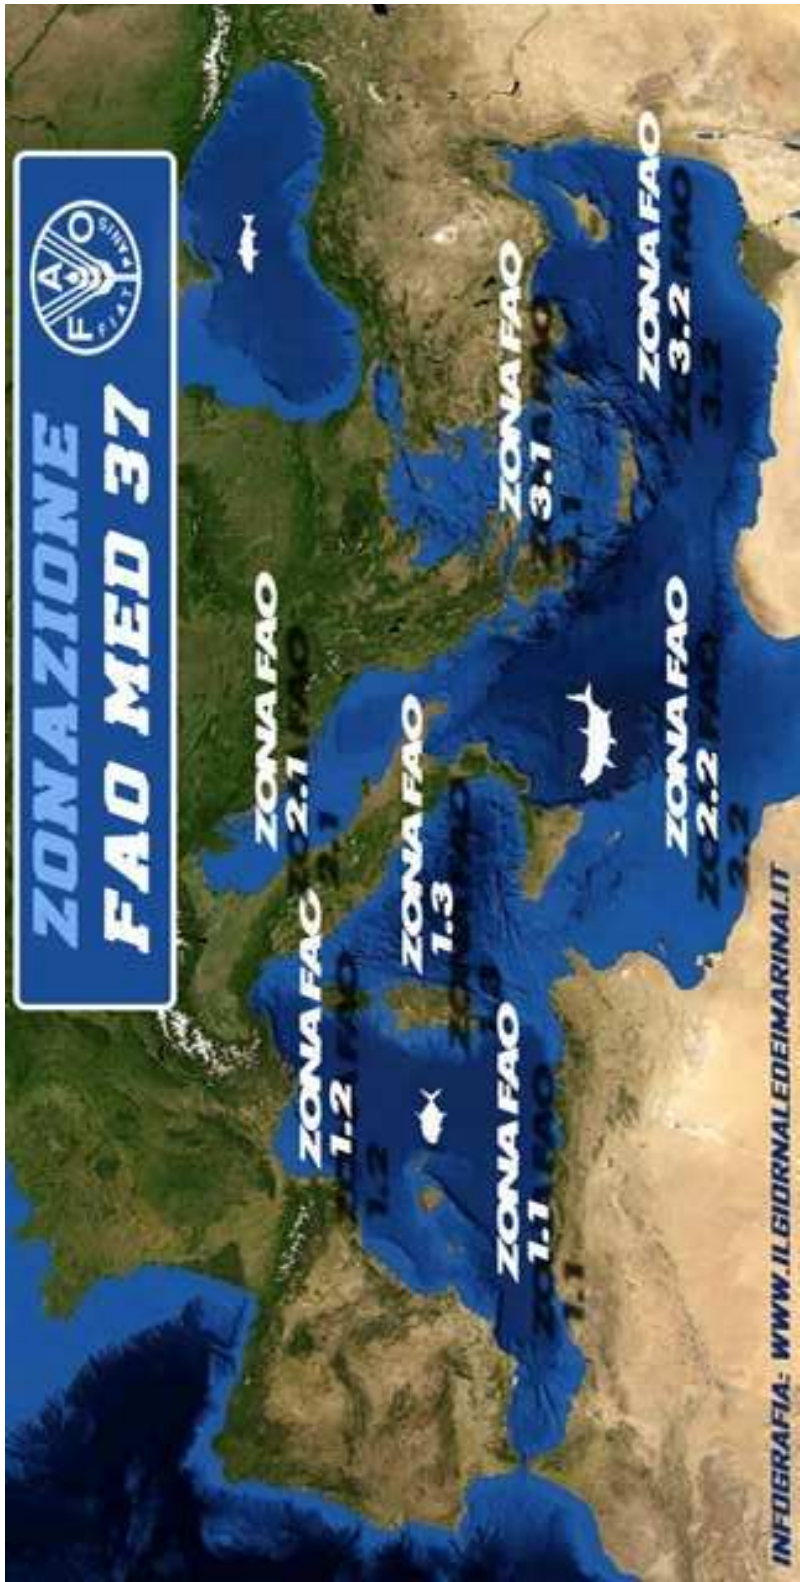 ZONAZIONE
FAO MED 37
FAO
FIAT
PANIS
ZONA FAO
2.1
ZONA FAO
1.2
ZONA FAO
1.3
ZONA FAO
3.1
ZONA FAO
1.1
ZONA FAO
2.2
ZONA FAO
3.2
INFOGRAFIA: WWW.ILGIORNALEDEIMARINAI.IT